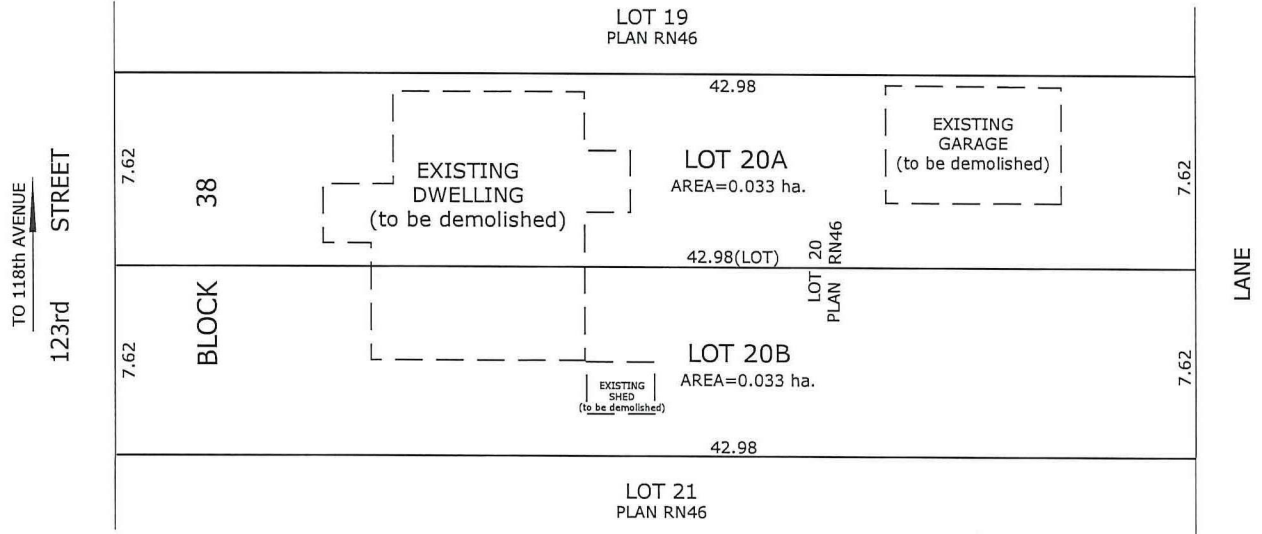 LOT 19
PLAN RN46
42.98
EXISTING
GARAGE
(to be demolished)
LOT 20A
AREA=0.033 ha.
EXISTING
DWELLING
(to be demolished)
7.62
7.62
38
BLOCK
TO 118th AVENUE
123rd STREET
42.98(LOT)
LOT 20
PLAN RN46
LANE
LOT 20B
AREA=0.033 ha.
EXISTING
SHED
(to be demolished)
7.62
7.62
42.98
LOT 21
PLAN RN46